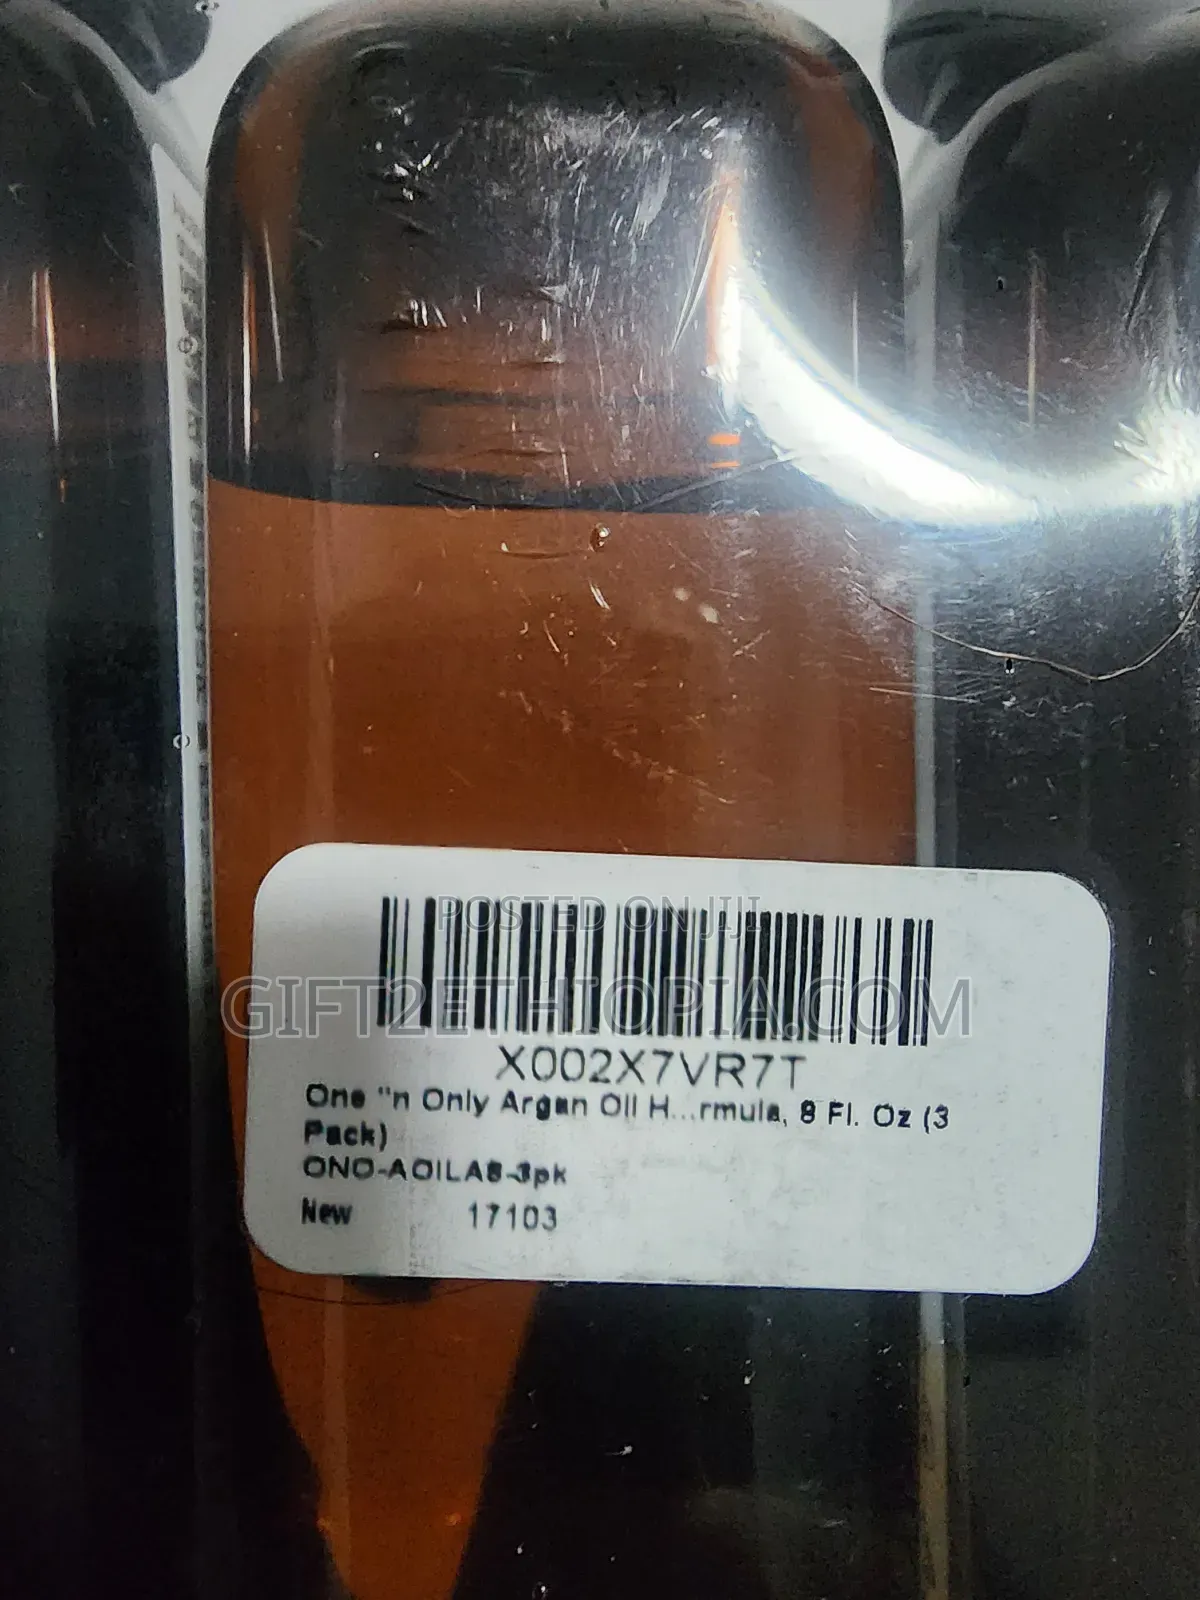 POSTED ON JIJI
GIFT2ETHIOPIA.COM
X002X7VR7T
One "n Only Argan Oil H...rmula, 8 Fl. Oz (3
Pack)
ONO-AOILA8-3pk
New 17103